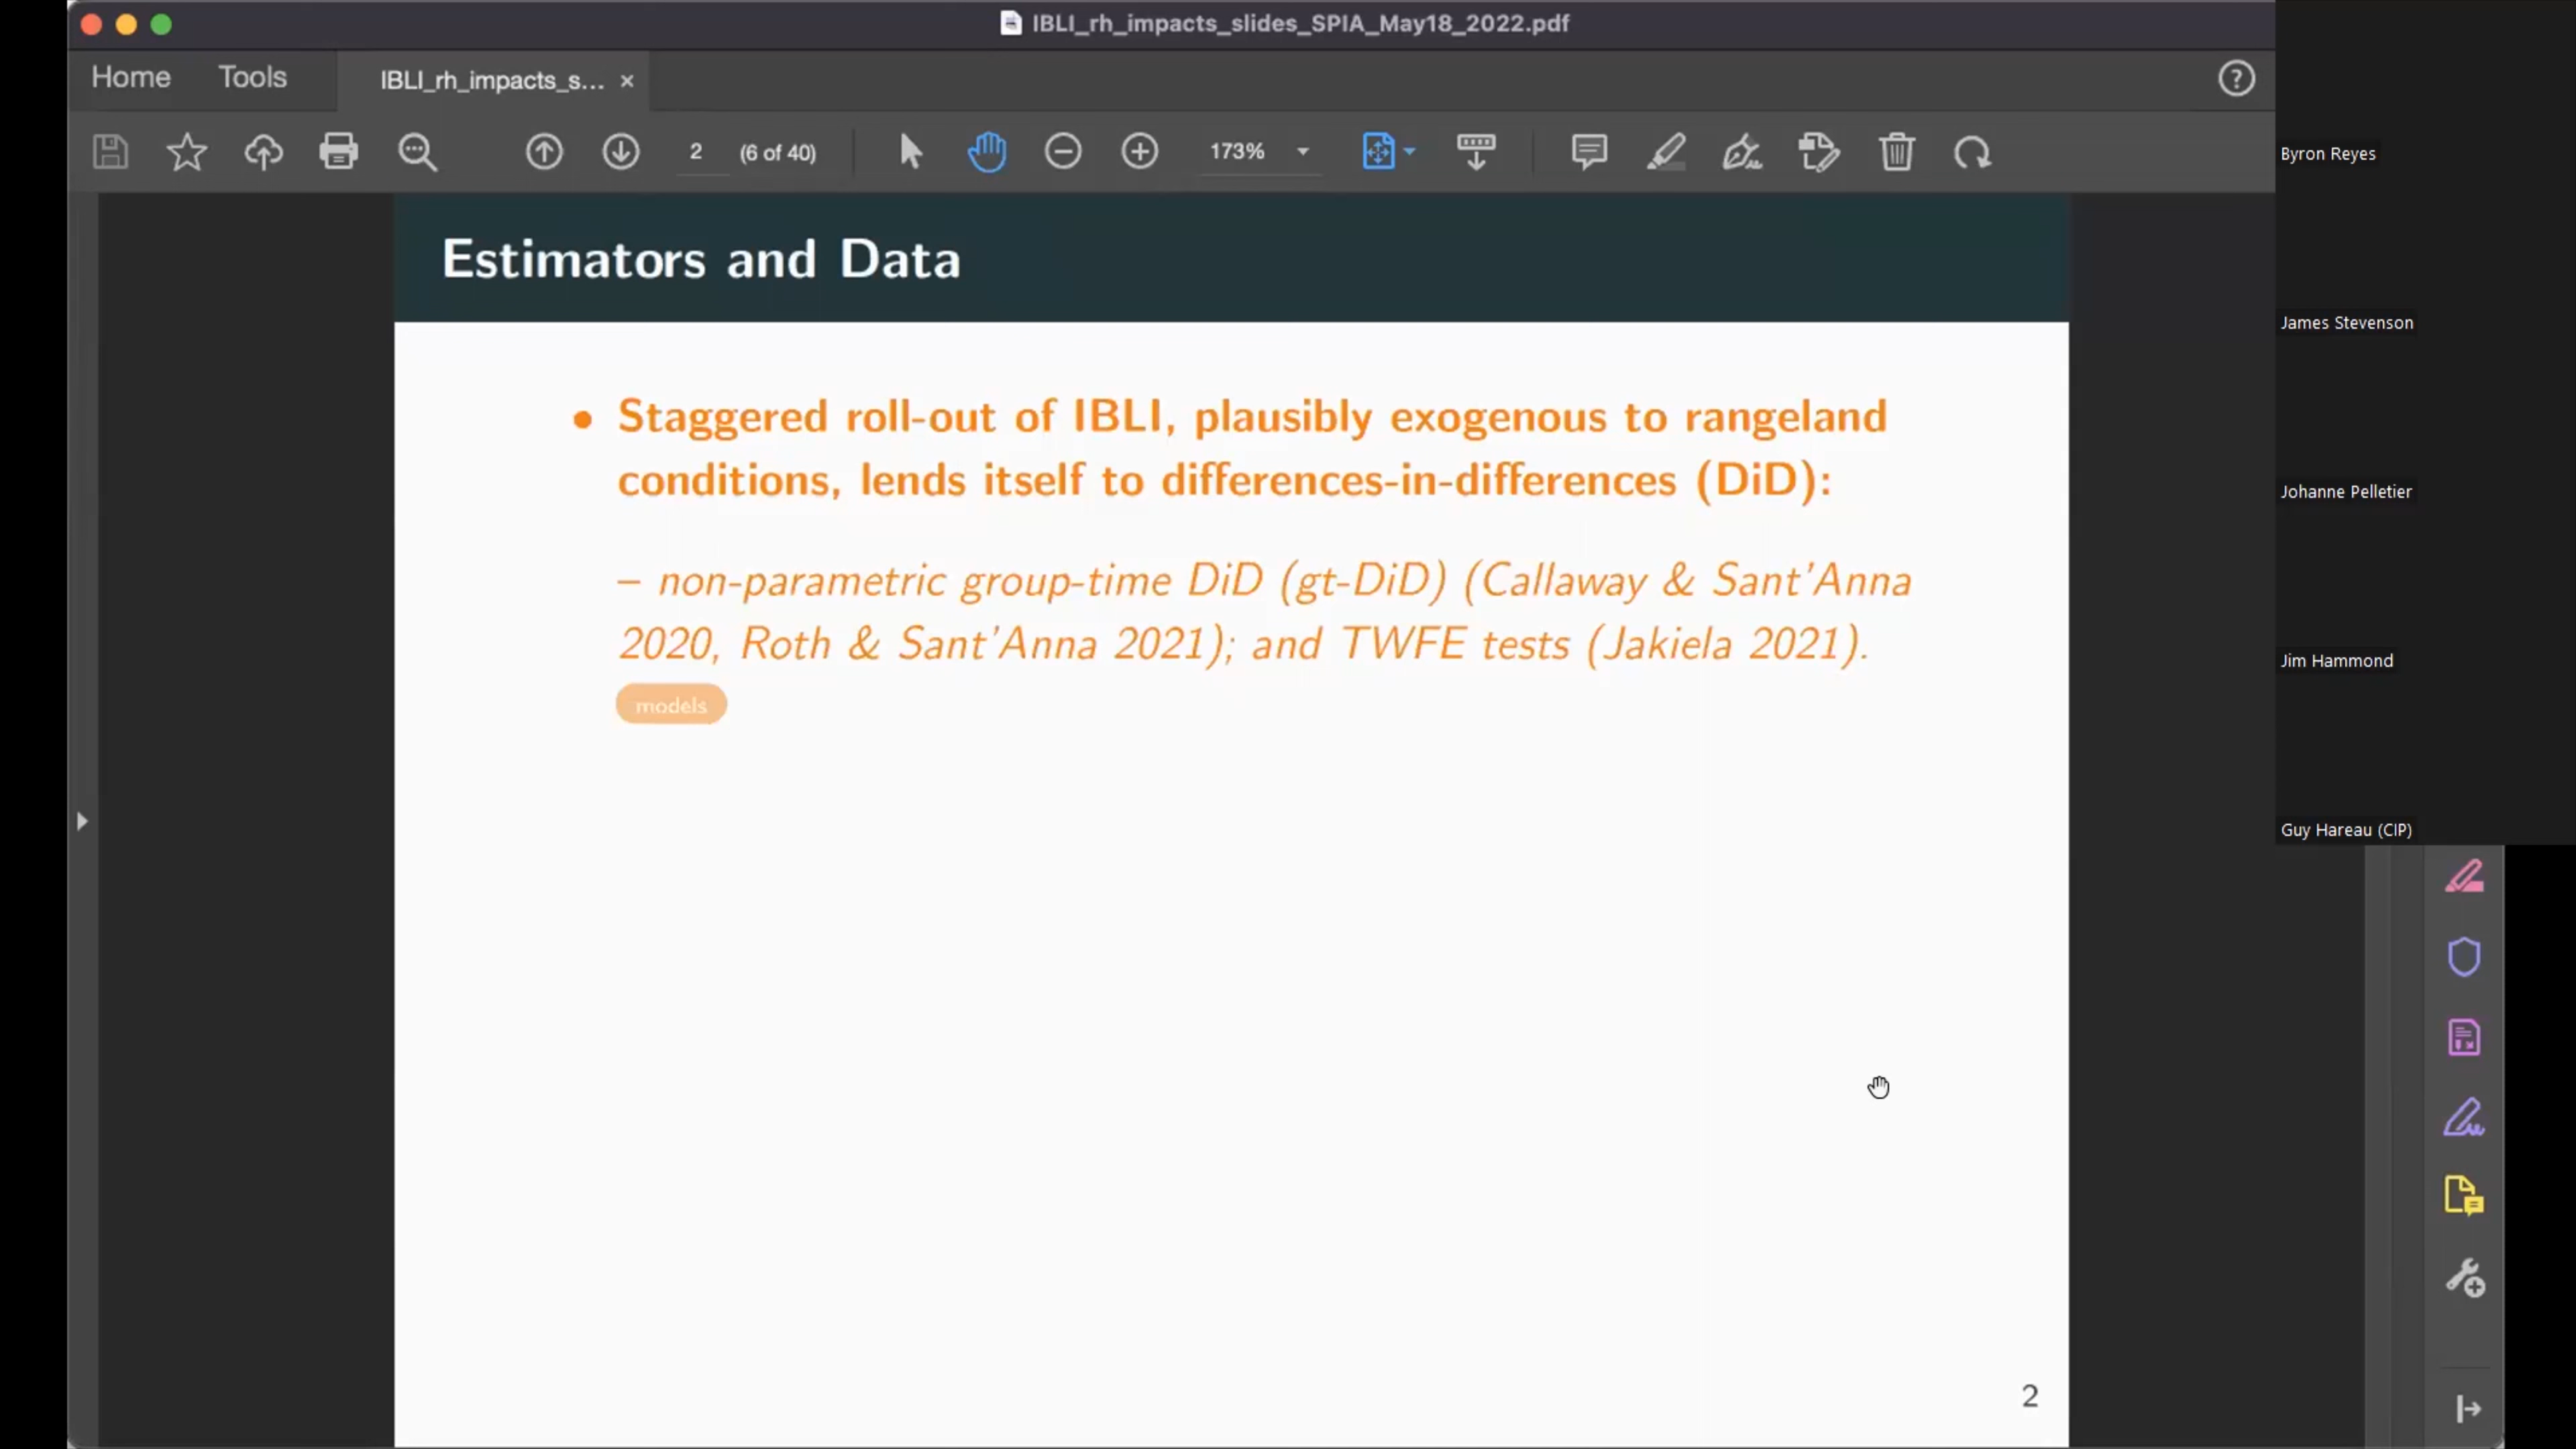 IBLI_rh_impacts_slides_SPIA_May18_2022.pdf
Home Tools IBLI_rh_impacts_s... ×
2 (6 of 40) 173%
Estimators and Data
• Staggered roll-out of IBLI, plausibly exogenous to rangeland
conditions, lends itself to differences-in-differences (DiD):
– non-parametric group-time DiD (gt-DiD) (Callaway & Sant'Anna
2020, Roth & Sant'Anna 2021); and TWFE tests (Jakiela 2021).
models
2
Byron Reyes
James Stevenson
Johanne Pelletier
Jim Hammond
Guy Hareau (CIP)